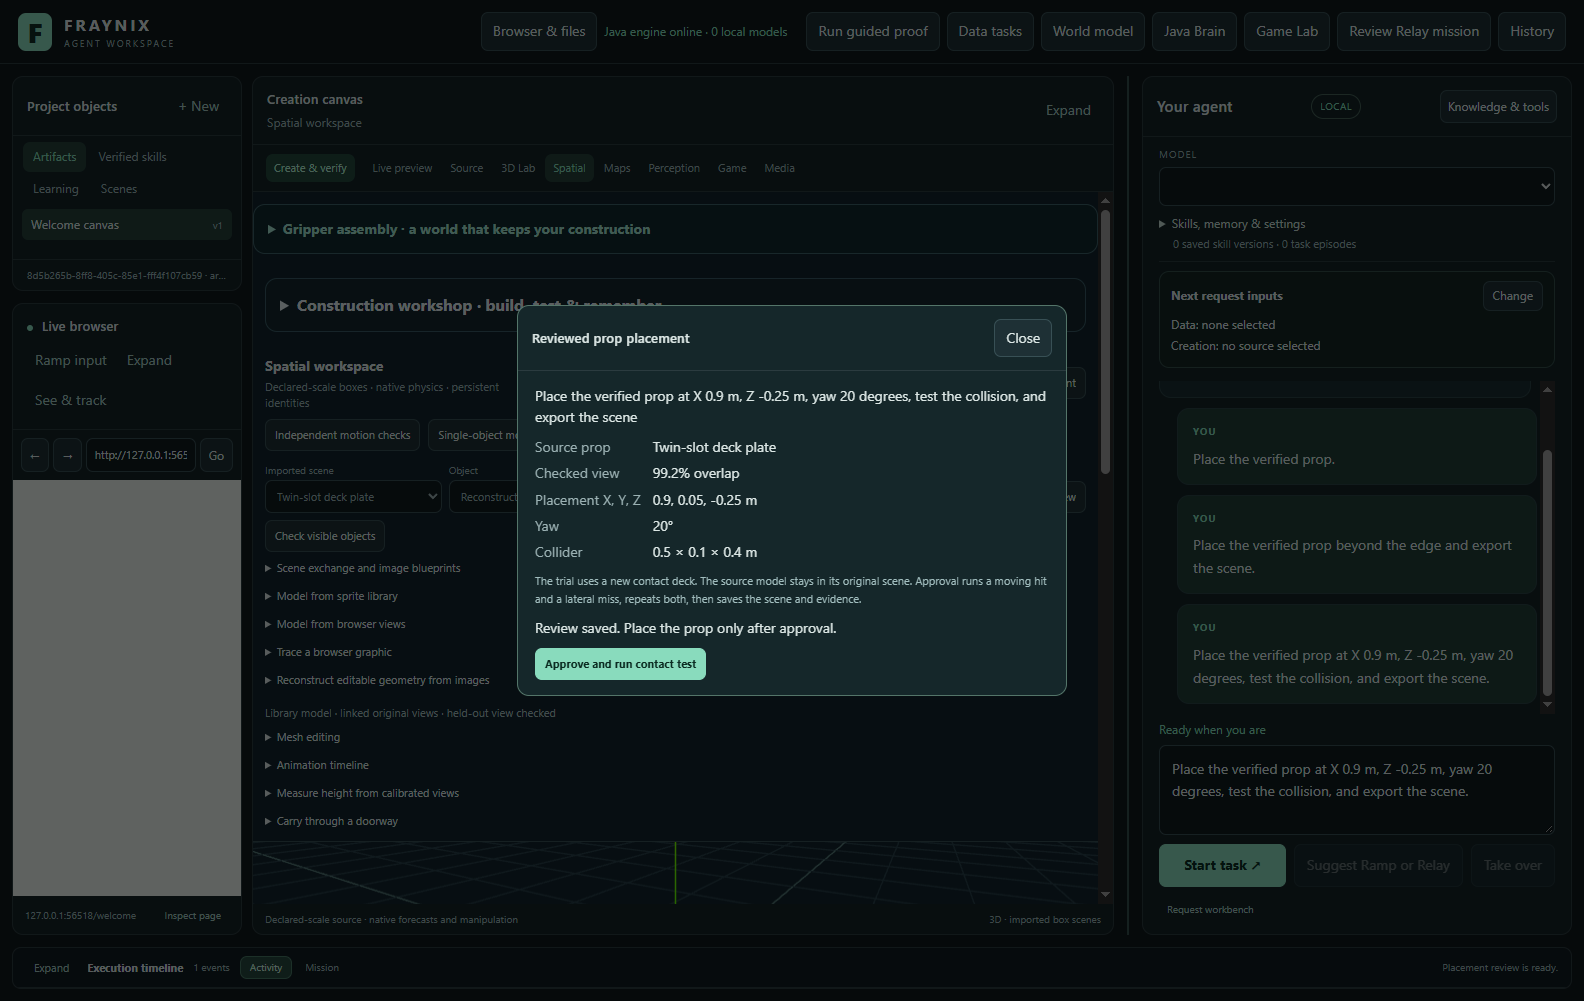 F
FRAYNIX
AGENT WORKSPACE
Browser & files
Java engine online · 0 local models
Run guided proof
Data tasks
World model
Java Brain
Game Lab
Review Relay mission
History
Project objects
+ New
Artifacts
Verified skills
Learning
Scenes
Welcome canvas
v1
8d5b265b-8ff8-405c-85e1-fff4f107cb59 · ar...
Live browser
Ramp input
Expand
See & track
←
→
http://127.0.0.1:565
Go
127.0.0.1:56518/welcome
Inspect page
Creation canvas
Spatial workspace
Expand
Create & verify
Live preview
Source
3D Lab
Spatial
Maps
Perception
Game
Media
Gripper assembly · a world that keeps your construction
Construction workshop · build, test & remember
Spatial workspace
Declared-scale boxes · native physics · persistent
identities
nt
Independent motion checks
Single-object m
Imported scene
Object
Twin-slot deck plate
Reconstruct
ew
Check visible objects
Scene exchange and image blueprints
Model from sprite library
Model from browser views
Trace a browser graphic
Reconstruct editable geometry from images
Library model · linked original views · held-out view checked
Mesh editing
Animation timeline
Measure height from calibrated views
Carry through a doorway
Declared-scale source · native forecasts and manipulation
3D · imported box scenes
Reviewed prop placement
Close
Place the verified prop at X 0.9 m, Z -0.25 m, yaw 20 degrees, test the collision, and
export the scene
Source prop
Twin-slot deck plate
Checked view
99.2% overlap
Placement X, Y, Z
0.9, 0.05, -0.25 m
Yaw
20°
Collider
0.5 × 0.1 × 0.4 m
The trial uses a new contact deck. The source model stays in its original scene. Approval runs a moving hit
and a lateral miss, repeats both, then saves the scene and evidence.
Review saved. Place the prop only after approval.
Approve and run contact test
Your agent
LOCAL
Knowledge & tools
MODEL
Skills, memory & settings
0 saved skill versions · 0 task episodes
Next request inputs
Change
Data: none selected
Creation: no source selected
YOU
Place the verified prop.
YOU
Place the verified prop beyond the edge and export
the scene.
YOU
Place the verified prop at X 0.9 m, Z -0.25 m, yaw 20
degrees, test the collision, and export the scene.
Ready when you are
Place the verified prop at X 0.9 m, Z -0.25 m, yaw 20
degrees, test the collision, and export the scene.
Start task ↗
Suggest Ramp or Relay
Take over
Request workbench
Expand
Execution timeline
1 events
Activity
Mission
Placement review is ready.